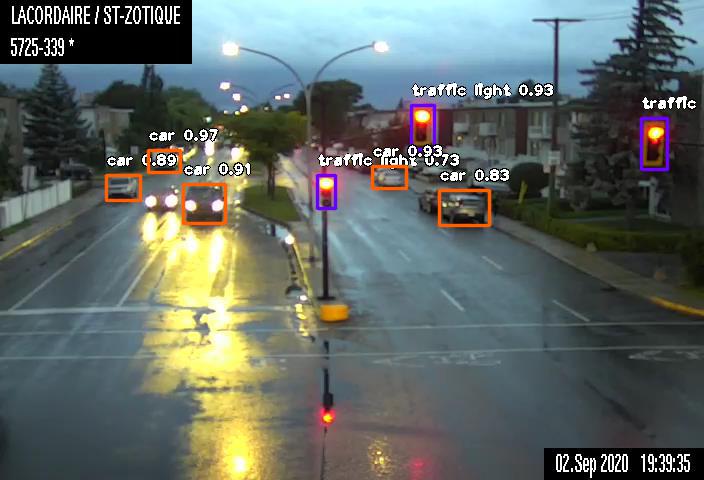 LACORDAIRE / ST-ZOTIQUE
5725-339 *
traffic light 0.93
traffic
car 0.97
car 0.89
car 0.91
car 0.93
traffic light 0.73
car 0.83
02.Sep 2020 19:39:35